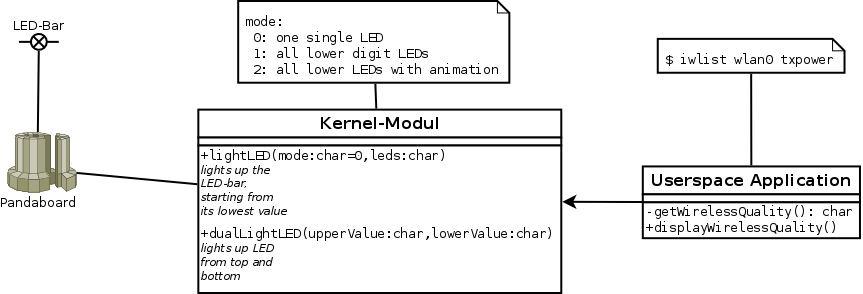 LED-Bar
Pandaboard
mode:
0: one single LED
1: all lower digit LEDs
2: all lower LEDs with animation
Kernel-Modul
+lightLED(mode:char=0,leds:char)
lights up the
LED-bar,
starting from
its lowest value
+dualLightLED(upperValue:char,lowerValue:char)
lights up LED
from top and
bottom
$ iwlist wlan0 txpower
Userspace Application
-getWirelessQuality(): char
+displayWirelessQuality()